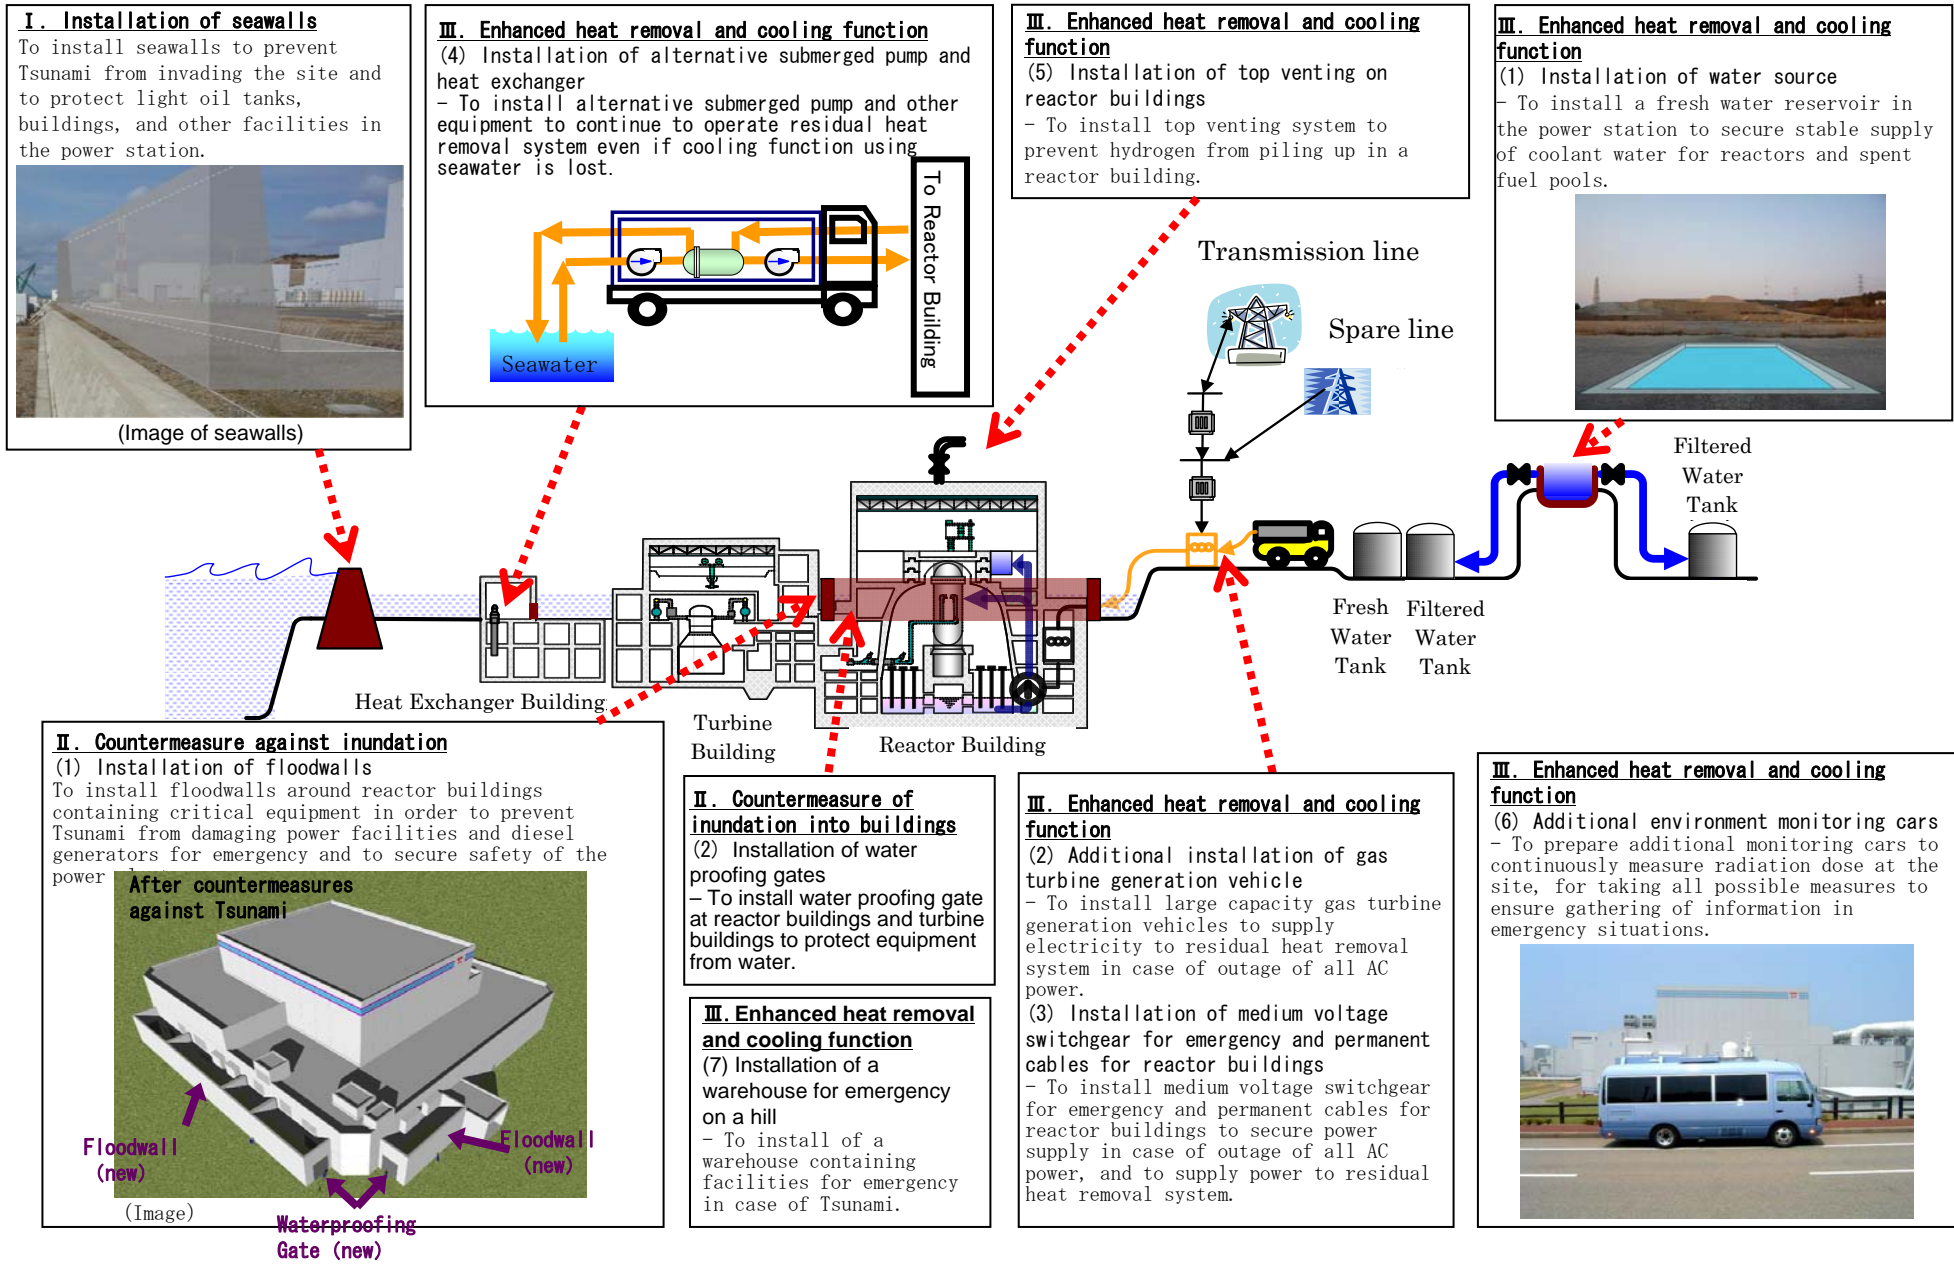 Ⅰ. Installation of seawalls
To install seawalls to prevent
Tsunami from invading the site and
to protect light oil tanks,
buildings, and other facilities in
the power station.
(Image of seawalls)
Ⅲ. Enhanced heat removal and cooling function
(4) Installation of alternative submerged pump and
heat exchanger
– To install alternative submerged pump and other
equipment to continue to operate residual heat
removal system even if cooling function using
seawater is lost.
To Reactor Building
Seawater
Ⅲ. Enhanced heat removal and cooling
function
(5) Installation of top venting on
reactor buildings
– To install top venting system to
prevent hydrogen from piling up in a
reactor building.
Ⅲ. Enhanced heat removal and cooling
function
(1) Installation of water source
– To install a fresh water reservoir in
the power station to secure stable supply
of coolant water for reactors and spent
fuel pools.
Transmission line
Spare line
Filtered
Water
Tank
Fresh
Water
Tank
Filtered
Water
Tank
Heat Exchanger Building
Turbine
Building
Reactor Building
Ⅱ. Countermeasure against inundation
(1) Installation of floodwalls
To install floodwalls around reactor buildings
containing critical equipment in order to prevent
Tsunami from damaging power facilities and diesel
generators for emergency and to secure safety of the
power
After countermeasures
against Tsunami
Floodwall
(new)
Floodwall
(new)
(Image)
Waterproofing
Gate (new)
Ⅱ. Countermeasure of
inundation into buildings
(2) Installation of water
proofing gates
– To install water proofing gate
at reactor buildings and turbine
buildings to protect equipment
from water.
Ⅲ. Enhanced heat removal
and cooling function
(7) Installation of a
warehouse for emergency
on a hill
– To install of a
warehouse containing
facilities for emergency
in case of Tsunami.
Ⅲ. Enhanced heat removal and cooling
function
(2) Additional installation of gas
turbine generation vehicle
– To install large capacity gas turbine
generation vehicles to supply
electricity to residual heat removal
system in case of outage of all AC
power.
(3) Installation of medium voltage
switchgear for emergency and permanent
cables for reactor buildings
– To install medium voltage switchgear
for emergency and permanent cables for
reactor buildings to secure power
supply in case of outage of all AC
power, and to supply power to residual
heat removal system.
Ⅲ. Enhanced heat removal and cooling
function
(6) Additional environment monitoring cars
– To prepare additional monitoring cars to
continuously measure radiation dose at the
site, for taking all possible measures to
ensure gathering of information in
emergency situations.